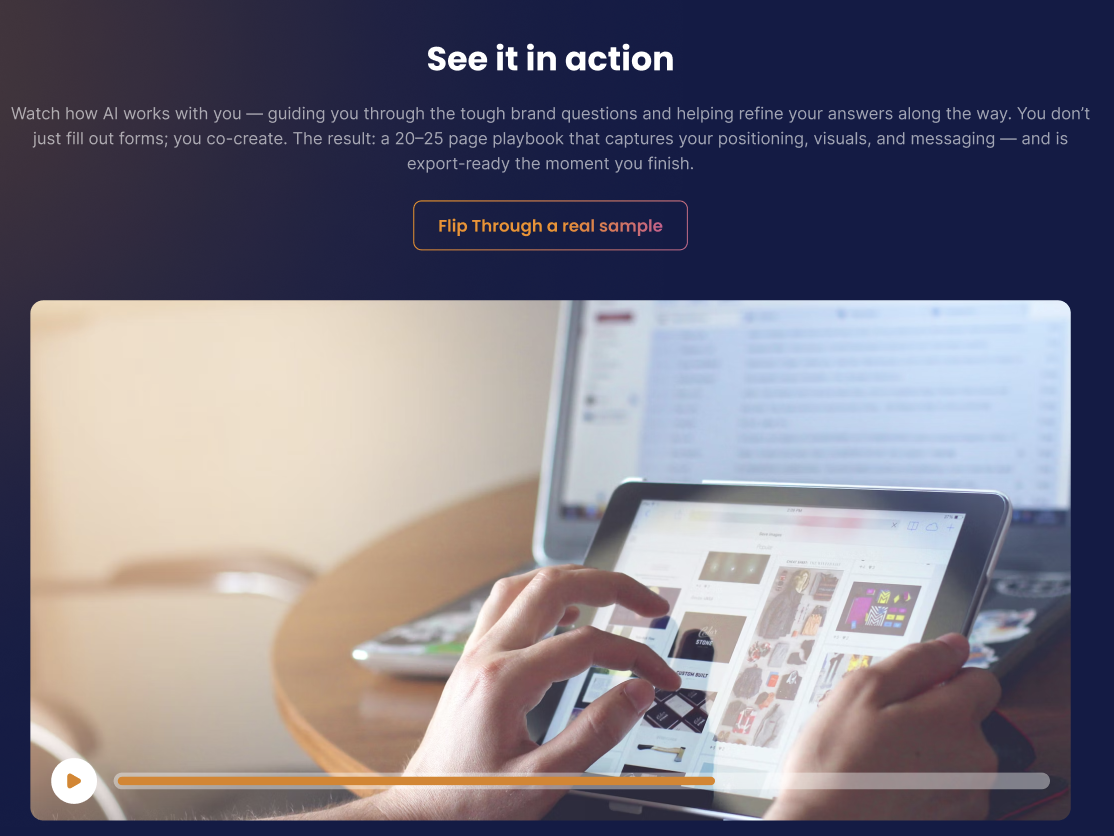 See it in action
Watch how AI works with you — guiding you through the tough brand questions and helping refine your answers along the way. You don’t
just fill out forms; you co-create. The result: a 20–25 page playbook that captures your positioning, visuals, and messaging — and is
export-ready the moment you finish.
Flip Through a real sample
STONE
CUSTOM BUILT